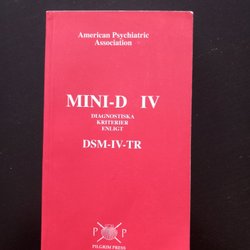 American Psychiatric
Association
MINI-D IV
DIAGNOSTISKA
KRITERIER
ENLIGT
DSM-IV-TR
P P
PILGRIM PRESS